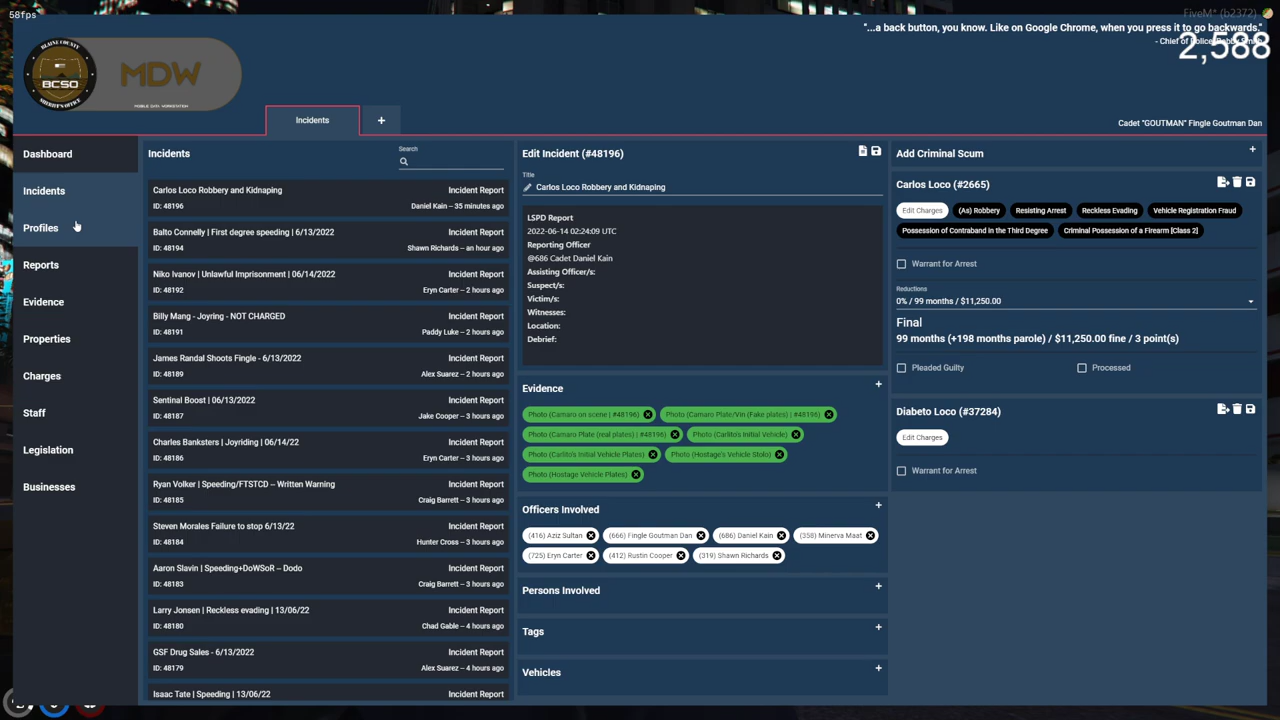 58fps
FiveM* (b2372)
"...a back button, you know. Like on Google Chrome, when you press it to go backwards."
- Chief of Police
2,588
BLAINE COUNTY
BCSO
SHERIFF'S OFFICE
MDW
MOBILE DATA WORKSTATION
Incidents
+
Cadet "GOUTMAN" Fingle Goutman Dan
Dashboard
Incidents
Profiles
Reports
Evidence
Properties
Charges
Staff
Legislation
Businesses
Incidents
Search
Carlos Loco Robbery and Kidnaping Incident Report
ID: 48196 Daniel Kain – 35 minutes ago
Balto Connelly | First degree speeding | 6/13/2022 Incident Report
ID: 48194 Shawn Richards – an hour ago
Niko Ivanov | Unlawful Imprisonment | 06/14/2022 Incident Report
ID: 48192 Eryn Carter – 2 hours ago
Billy Mang - Joyring - NOT CHARGED Incident Report
ID: 48191 Paddy Luke – 2 hours ago
James Randal Shoots Fingle - 6/13/2022 Incident Report
ID: 48189 Alex Suarez – 2 hours ago
Sentinal Boost | 06/13/2022 Incident Report
ID: 48187 Jake Cooper – 3 hours ago
Charles Banksters | Joyriding | 06/14/22 Incident Report
ID: 48186 Eryn Carter – 3 hours ago
Ryan Volker | Speeding/FTSTCD -- Written Warning Incident Report
ID: 48185 Craig Barrett – 3 hours ago
Steven Morales Failure to stop 6/13/22 Incident Report
ID: 48184 Hunter Cross – 3 hours ago
Aaron Slavin | Speeding+DoWSoR -- Dodo Incident Report
ID: 48183 Craig Barrett – 3 hours ago
Larry Jonsen | Reckless evading | 13/06/22 Incident Report
ID: 48180 Chad Gable – 4 hours ago
GSF Drug Sales - 6/13/2022 Incident Report
ID: 48179 Alex Suarez – 4 hours ago
Isaac Tate | Speeding | 13/06/22 Incident Report
Edit Incident (#48196)
Title
Carlos Loco Robbery and Kidnaping
LSPD Report
2022-06-14 02:24:09 UTC
Reporting Officer
@686 Cadet Daniel Kain
Assisting Officer/s:
Suspect/s:
Victim/s:
Witnesses:
Location:
Debrief:
Evidence +
Photo (Camaro on scene | #48196) Photo (Camaro Plate/Vin (Fake plates) | #48196)
Photo (Camaro Plate (real plates) | #48196) Photo (Carlito's Initial Vehicle)
Photo (Carlito's Initial Vehicle Plates) Photo (Hostage's Vehicle Stolo)
Photo (Hostage Vehicle Plates)
Officers Involved +
(416) Aziz Sultan (666) Fingle Goutman Dan (686) Daniel Kain (358) Minerva Maat
(725) Eryn Carter (412) Rustin Cooper (319) Shawn Richards
Persons Involved +
Tags +
Vehicles +
Add Criminal Scum +
Carlos Loco (#2665)
Edit Charges (As) Robbery Resisting Arrest Reckless Evading Vehicle Registration Fraud
Possession of Contraband in the Third Degree Criminal Possession of a Firearm [Class 2]
Warrant for Arrest
Reductions
0% / 99 months / $11,250.00
Final
99 months (+198 months parole) / $11,250.00 fine / 3 point(s)
Pleaded Guilty Processed
Diabeto Loco (#37284)
Edit Charges
Warrant for Arrest